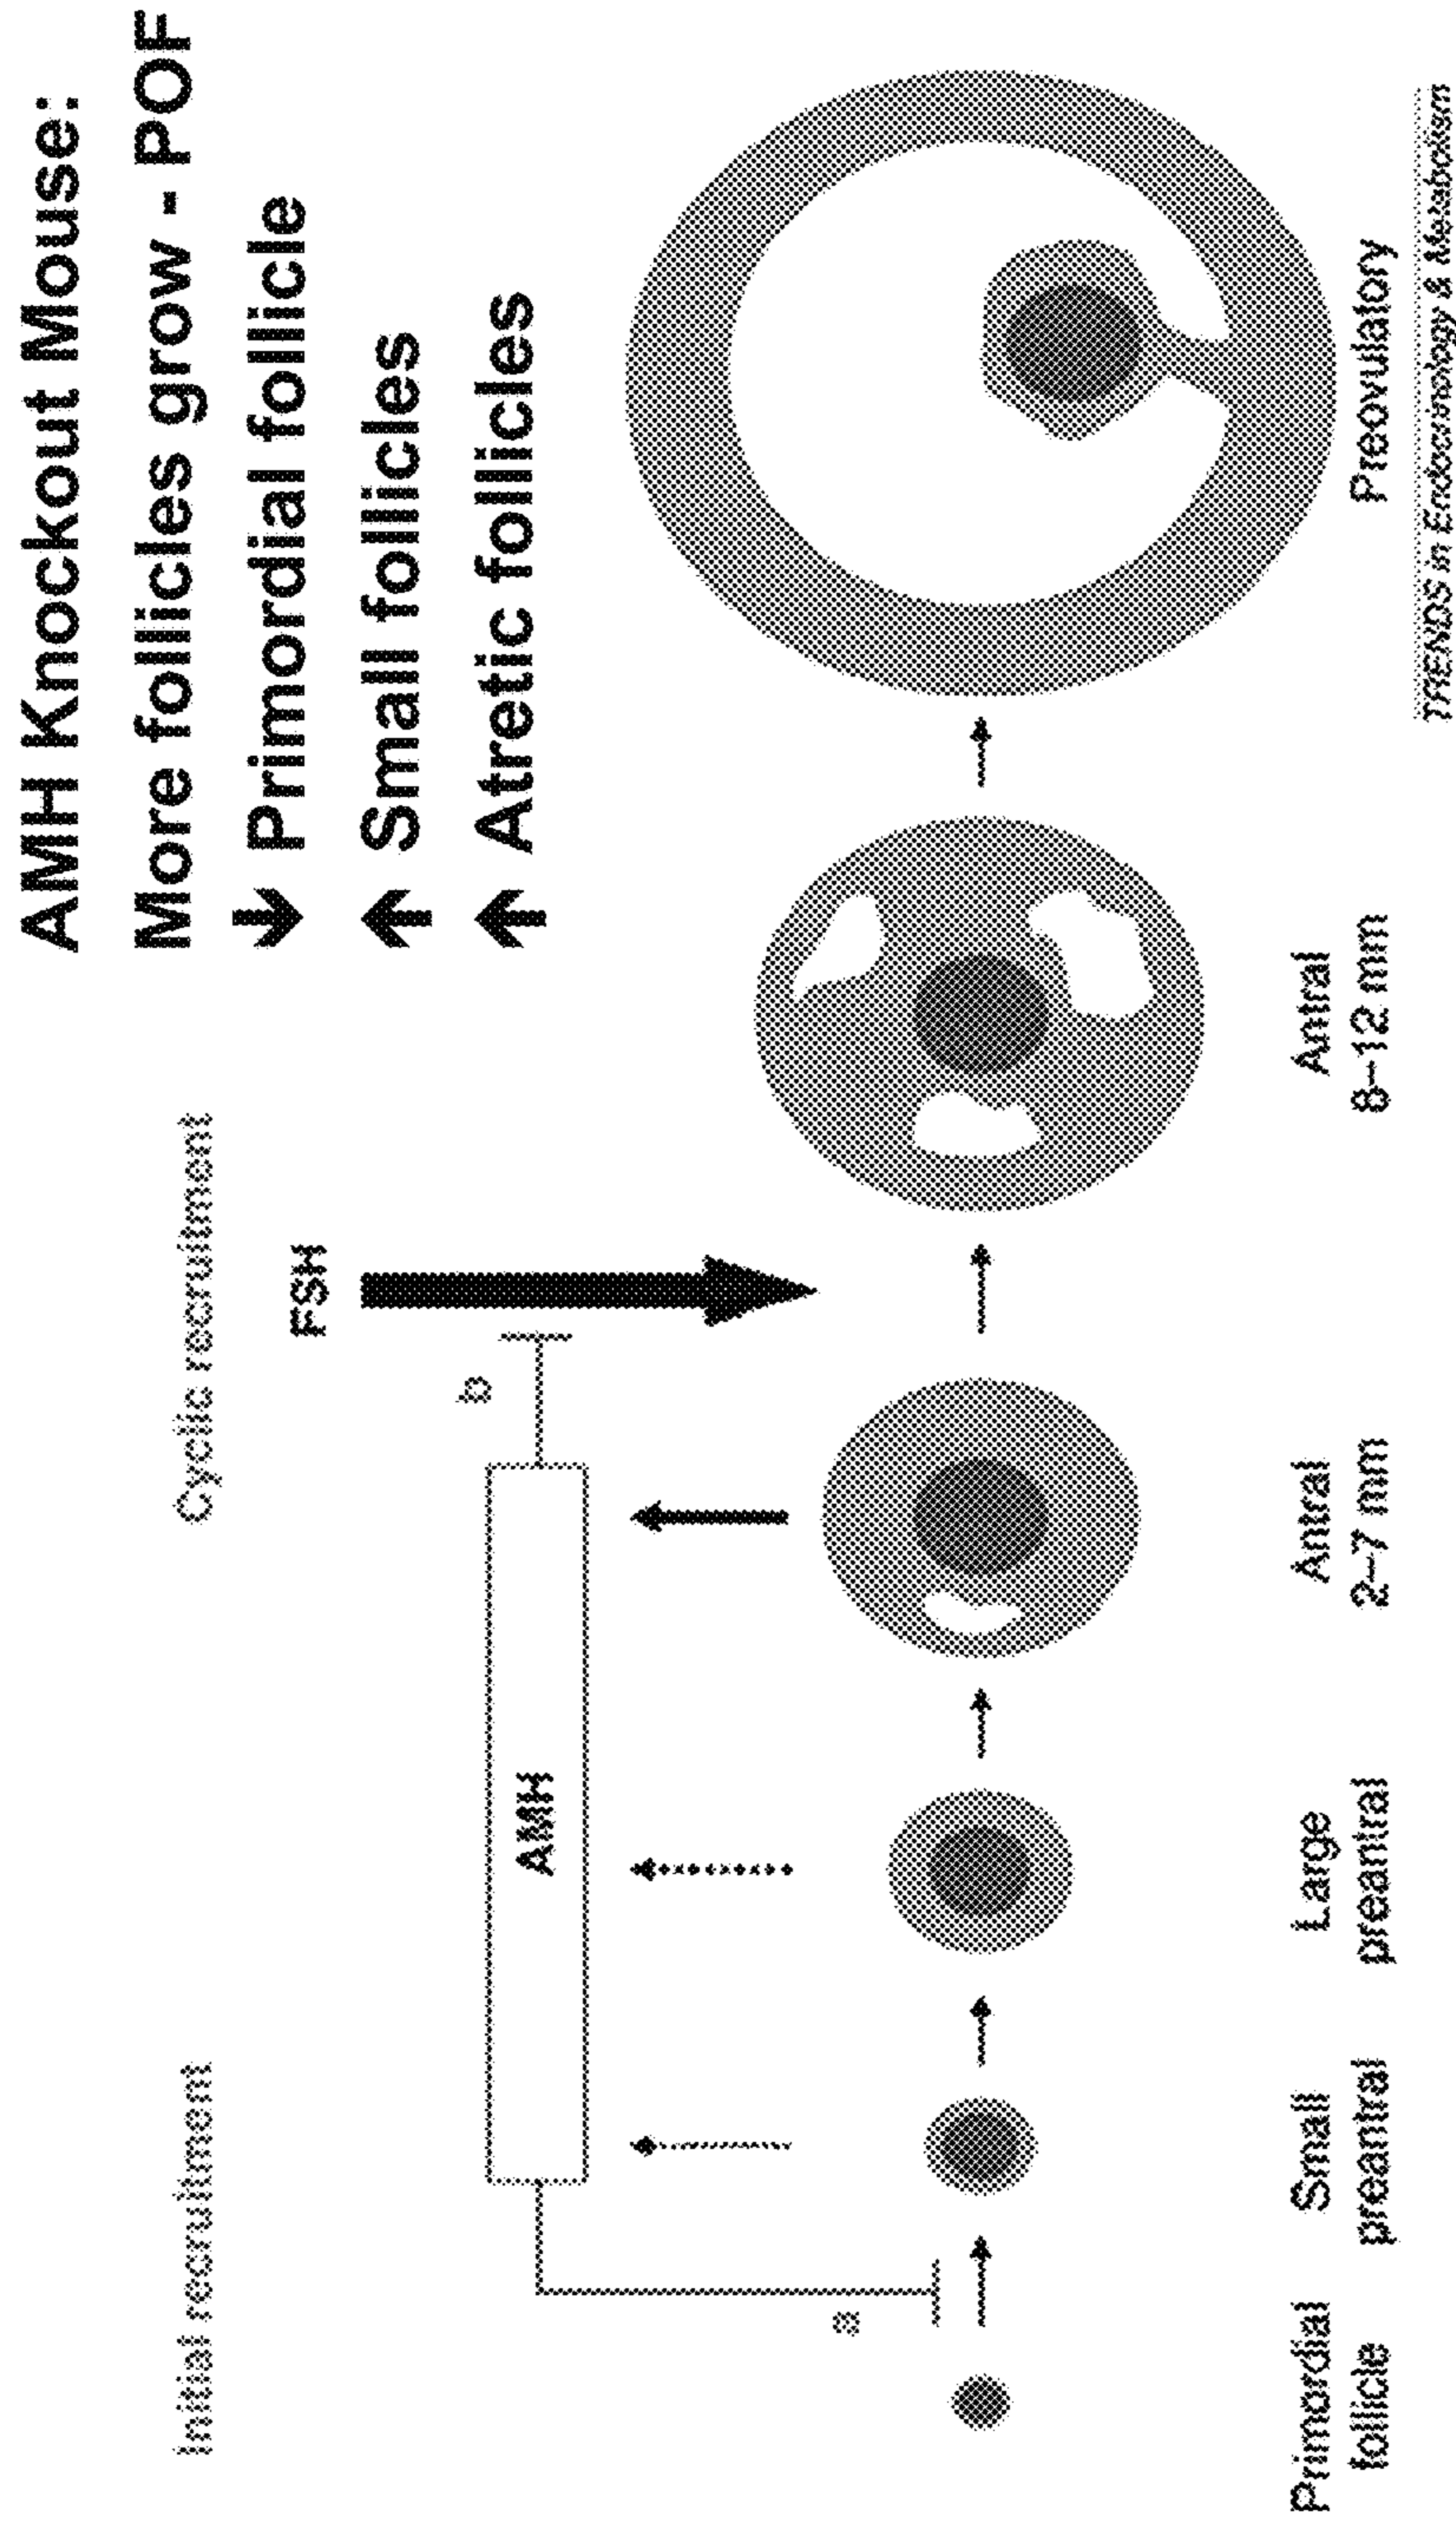 AMH Knockout Mouse:
More follicles grow - POF
↓ Primordial follicle
↑ Small follicles
↑ Atretic follicles
Initial recruitment
Cyclic recruitment
FSH
b
AMH
a
Primordial
follicle
Small
preantral
Large
preantral
Antral
2–7 mm
Antral
8–12 mm
Preovulatory
TRENDS in Endocrinology & Metabolism